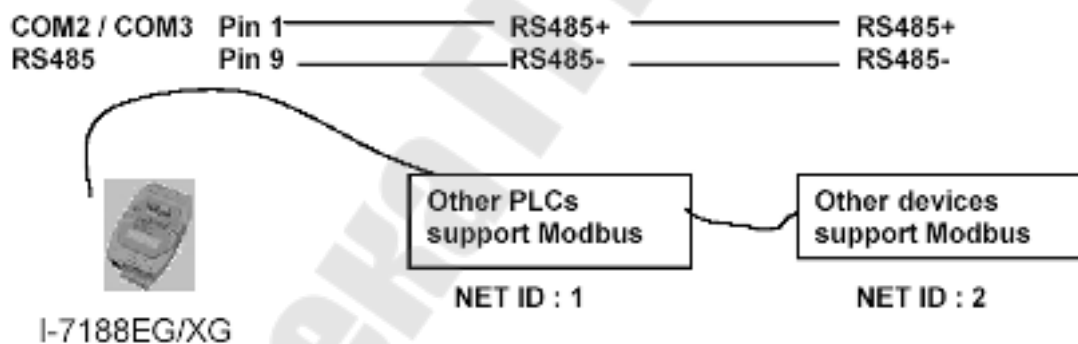 COM2 / COM3 Pin 1 RS485+ RS485+
RS485 Pin 9 RS485- RS485-
Other PLCs
support Modbus
Other devices
support Modbus
NET ID : 1
NET ID : 2
I-7188EG/XG